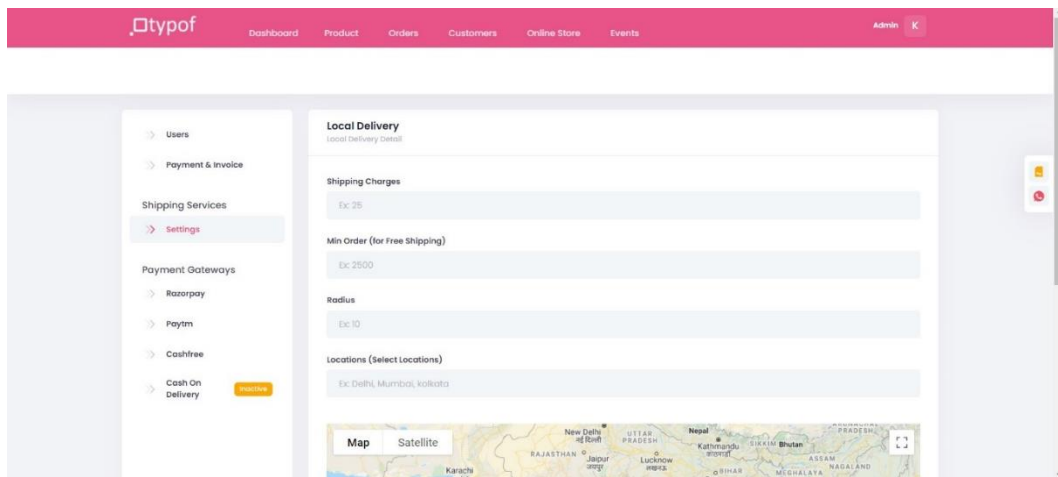 typof
Dashboard
Product
Orders
Customers
Online Store
Events
Admin
K
Users
Payment & Invoice
Shipping Services
Settings
Payment Gateways
Razorpay
Paytm
Cashfree
Cash On
Delivery
Inactive
Local Delivery
Local Delivery Detail
Shipping Charges
Ex: 25
Min Order (for Free Shipping)
Ex: 2500
Radius
Ex: 10
Locations (Select Locations)
Ex: Delhi, Mumbai, kolkata
Map
Satellite
New Delhi
नई दिल्ली
UTTAR
PRADESH
Nepal
Kathmandu
SIKKIM
Bhutan
PRADESH
RAJASTHAN
Jaipur
जयपुर
Lucknow
लखनऊ
ASSAM
NAGALAND
BIHAR
MEGHALAYA
Karachi